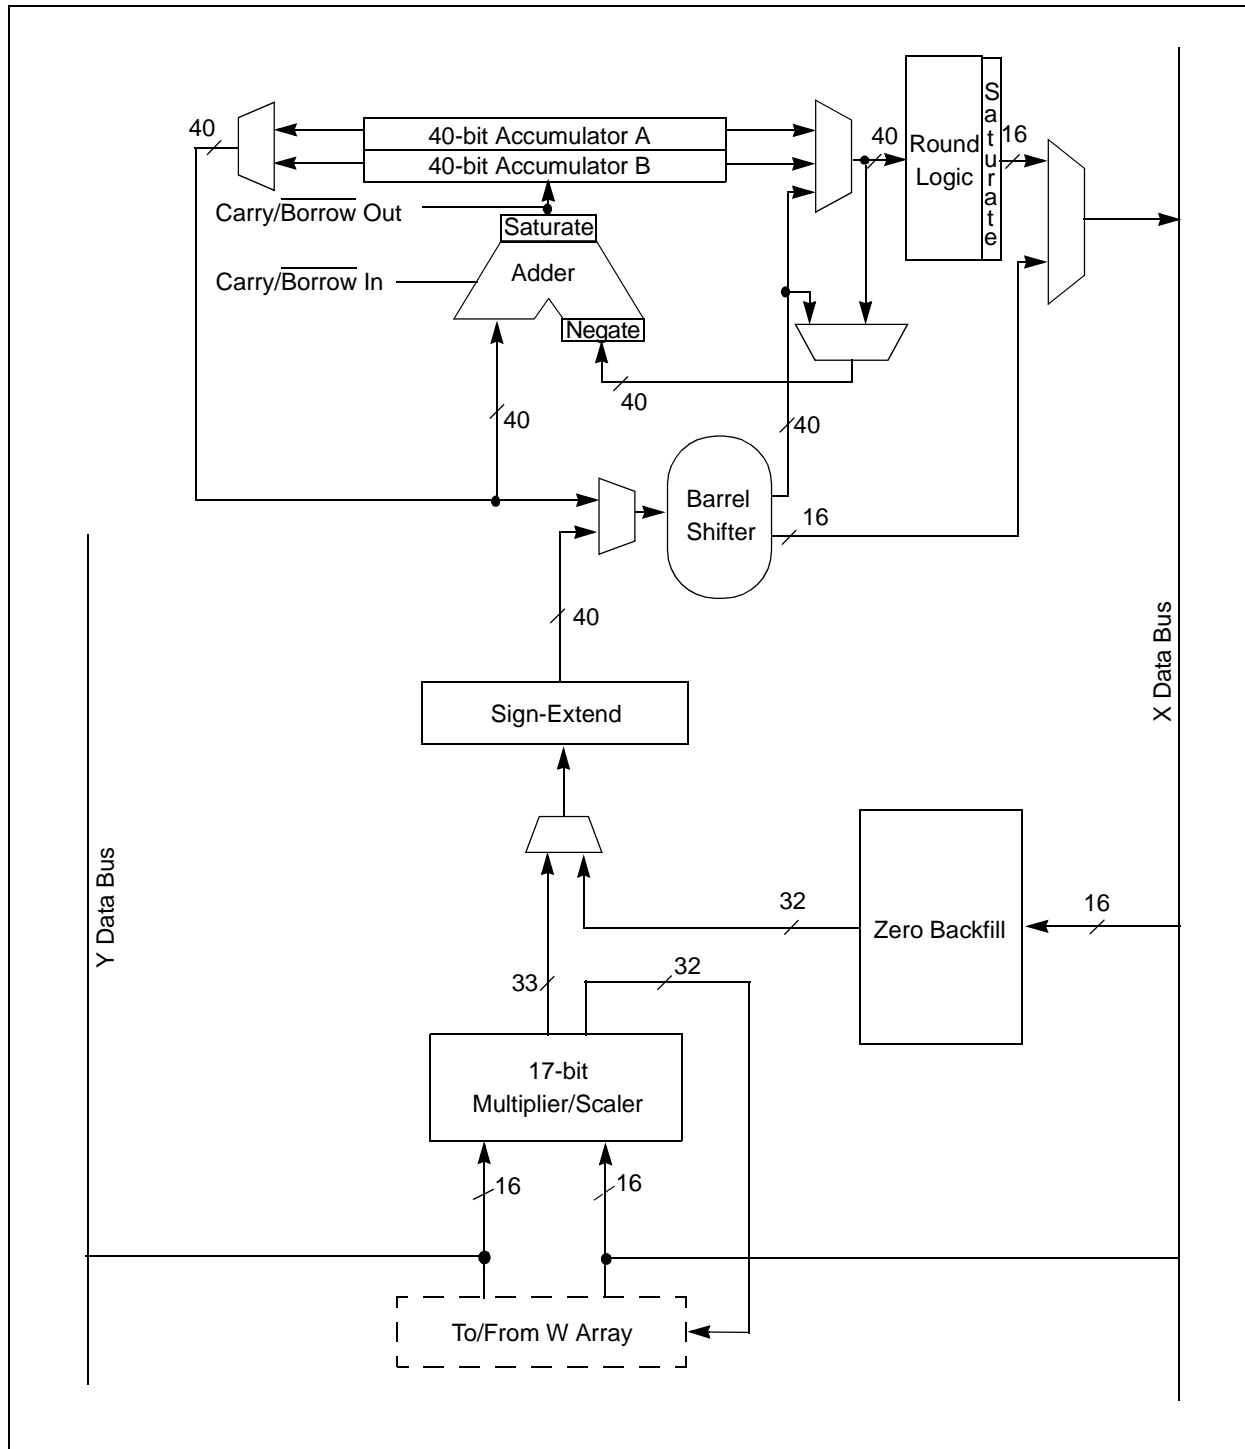 40
40-bit Accumulator A
40-bit Accumulator B
Carry/Borrow Out
Saturate
Carry/Borrow In
Adder
Negate
40
Round
Logic
Saturate
16
40
40
40
Barrel
Shifter
16
40
Sign-Extend
X Data Bus
Y Data Bus
32
Zero Backfill
16
33
32
17-bit
Multiplier/Scaler
16
16
To/From W Array